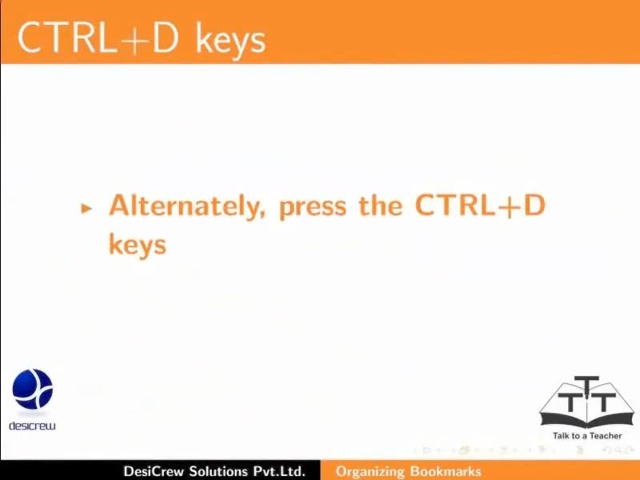 CTRL+D keys
Alternately, press the CTRL+D
keys
desicrew
T T T
Talk to a Teacher
DesiCrew Solutions Pvt.Ltd. Organizing Bookmarks